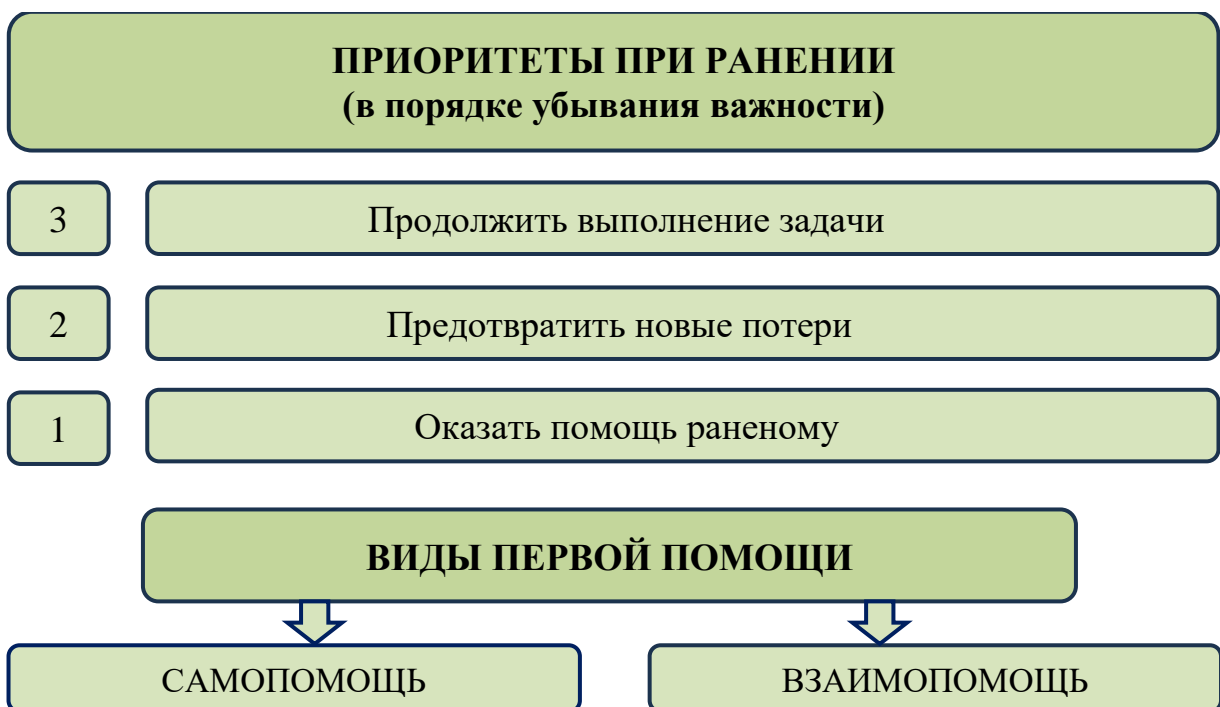 ПРИОРИТЕТЫ ПРИ РАНЕНИИ
(в порядке убывания важности)
3 Продолжить выполнение задачи
2 Предотвратить новые потери
1 Оказать помощь раненому
ВИДЫ ПЕРВОЙ ПОМОЩИ
САМОПОМОЩЬ ВЗАИМОПОМОЩЬ